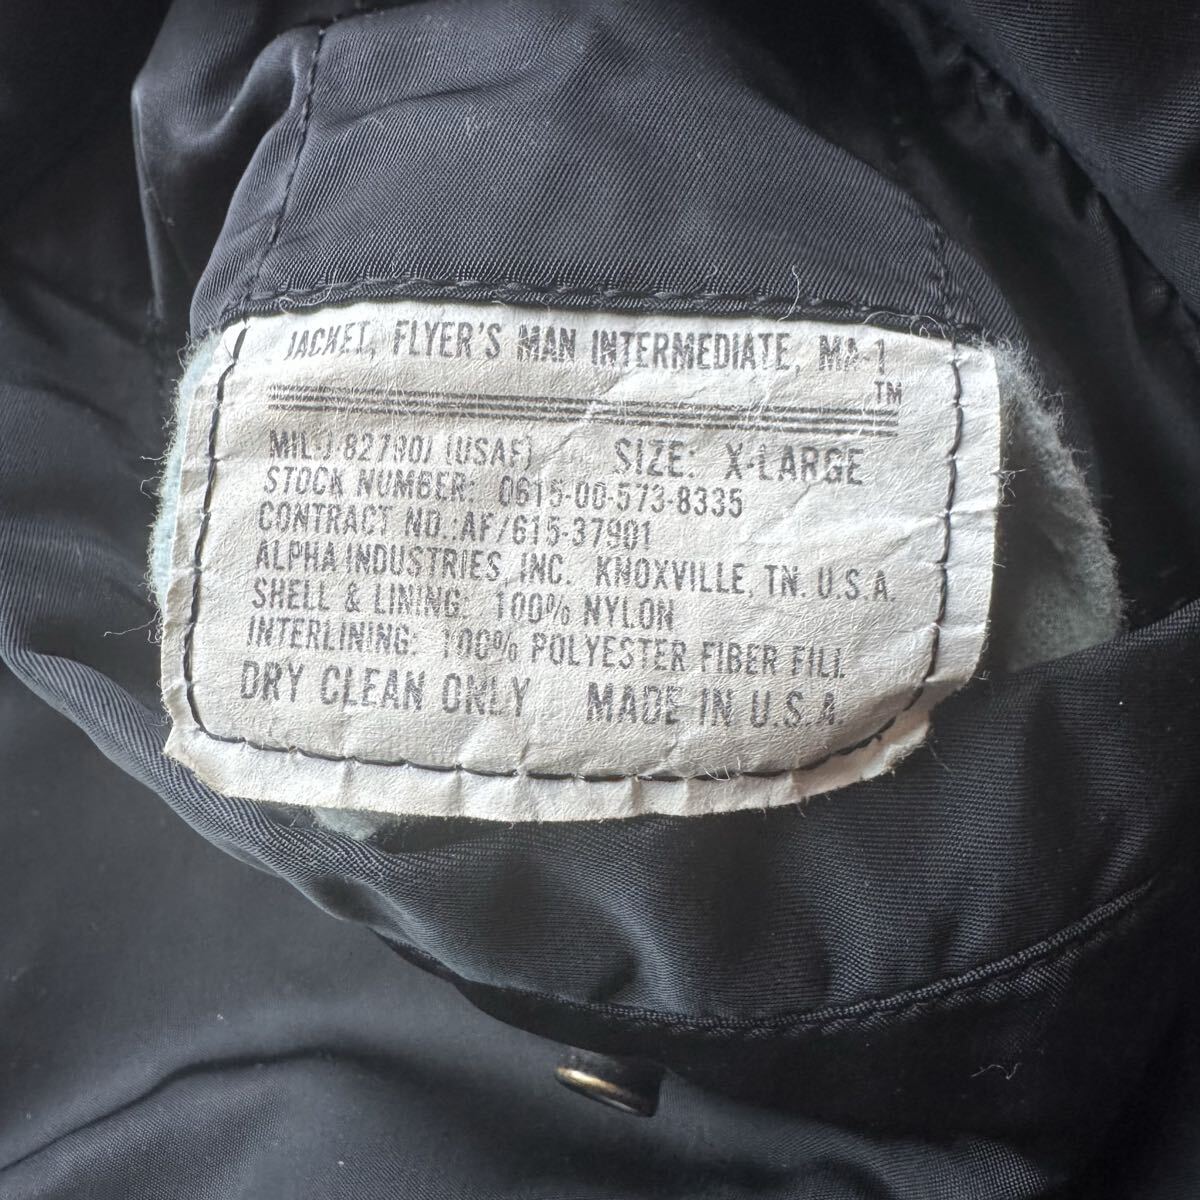 JACKET, FLYER'S MAN INTERMEDIATE, MA-1
TM
MIL-J-82790J (USAF) SIZE: X-LARGE
STOCK NUMBER: 0615-00-573-8335
CONTRACT NO.:AF/615-37901
ALPHA INDUSTRIES, INC. KNOXVILLE, TN. U.S.A.
SHELL & LINING: 100% NYLON
INTERLINING: 100% POLYESTER FIBER FILL
DRY CLEAN ONLY MADE IN U.S.A.